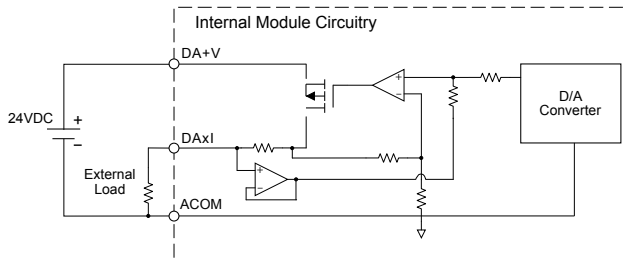 Internal Module Circuitry
DA+V
24VDC
+
−
+
−
D/A
Converter
DAxI
External
Load
+
−
ACOM